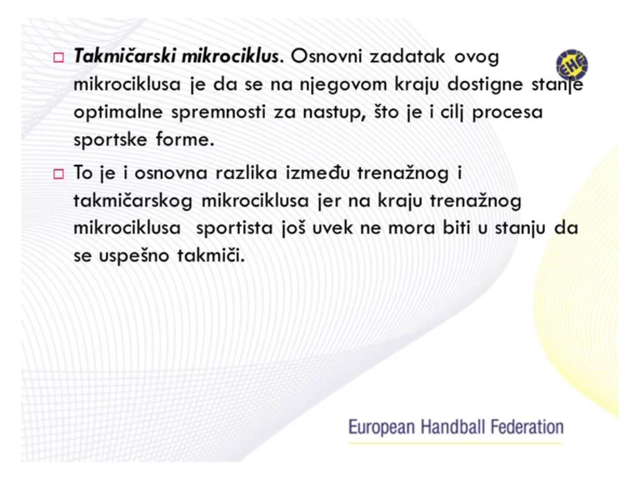 Takmičarski mikrociklus. Osnovni zadatak ovog
mikrociklusa je da se na njegovom kraju dostigne stanje
optimalne spremnosti za nastup, što je i cilj procesa
sportske forme.
To je i osnovna razlika između trenažnog i
takmičarskog mikrociklusa jer na kraju trenažnog
mikrociklusa  sportista još uvek ne mora biti u stanju da
se uspešno takmiči.
EHF
European Handball Federation